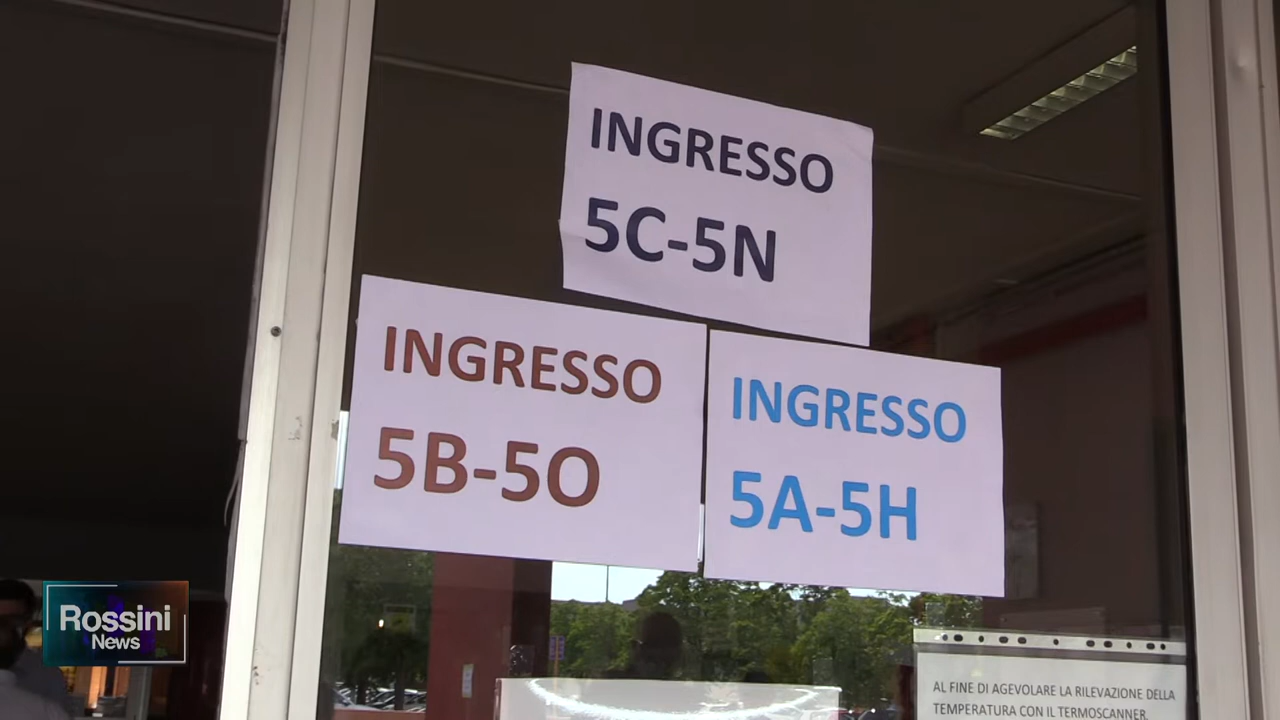 INGRESSO
5C-5N
INGRESSO
5B-5O
INGRESSO
5A-5H
AL FINE DI AGEVOLARE LA RILEVAZIONE DELLA
TEMPERATURA CON IL TERMOSCANNER,
Rossini
News